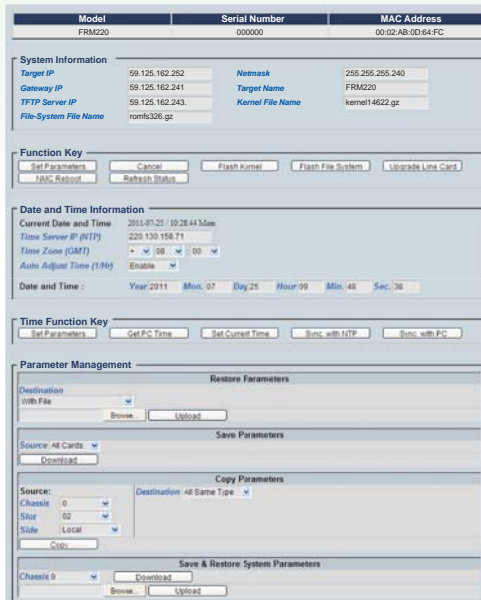 Model Serial Number MAC Address
FRM220 000000 00:02:AB:0D:64:FC
System Information
Target IP 59.125.162.252 Netmask 255.255.255.240
Gateway IP 59.125.162.241 Target Name FRM220
TFTP Server IP 59.125.162.243. Kernel File Name kernel14622.gz
File-System File Name romfs326.gz
Function Key
Set Parameters Cancel Flash Kernel Flash File System Upgrade Line Card
NMC Reboot Refresh Status
Date and Time Information
Current Date and Time 2011-07-25 / 10:28:44 Mon
Time Server IP (NTP) 220.130.158.71
Time Zone (GMT) + 08 : 00
Auto Adjust Time (1/Hr) Enable
Date and Time : Year 2011 Mon. 07 Day 25 Hour 09 Min. 48 Sec. 38
Time Function Key
Set Parameters Get PC Time Set Current Time Sync. with NTP Sync. with PC
Parameter Management
Restore Parameters
Destination
With File
Browse... Upload
Save Parameters
Source All Cards
Download
Copy Parameters
Source: Destination All Same Type
Chassis 0
Slot 02
Side Local
Copy
Save & Restore System Parameters
Chassis 0 Download
Browse... Upload